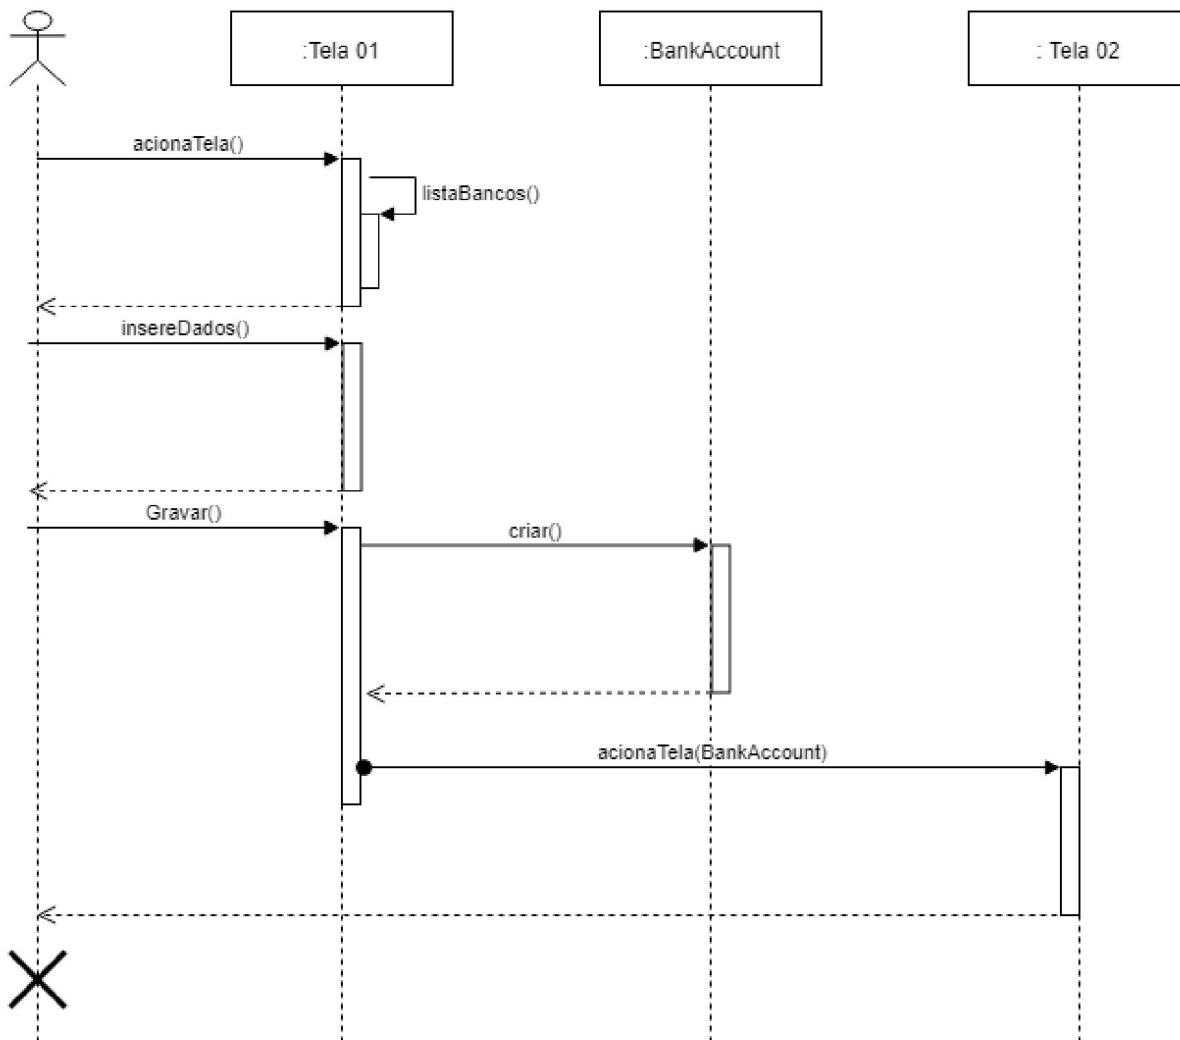 :Tela 01
:BankAccount
: Tela 02
acionaTela()
listaBancos()
insereDados()
Gravar()
criar()
acionaTela(BankAccount)